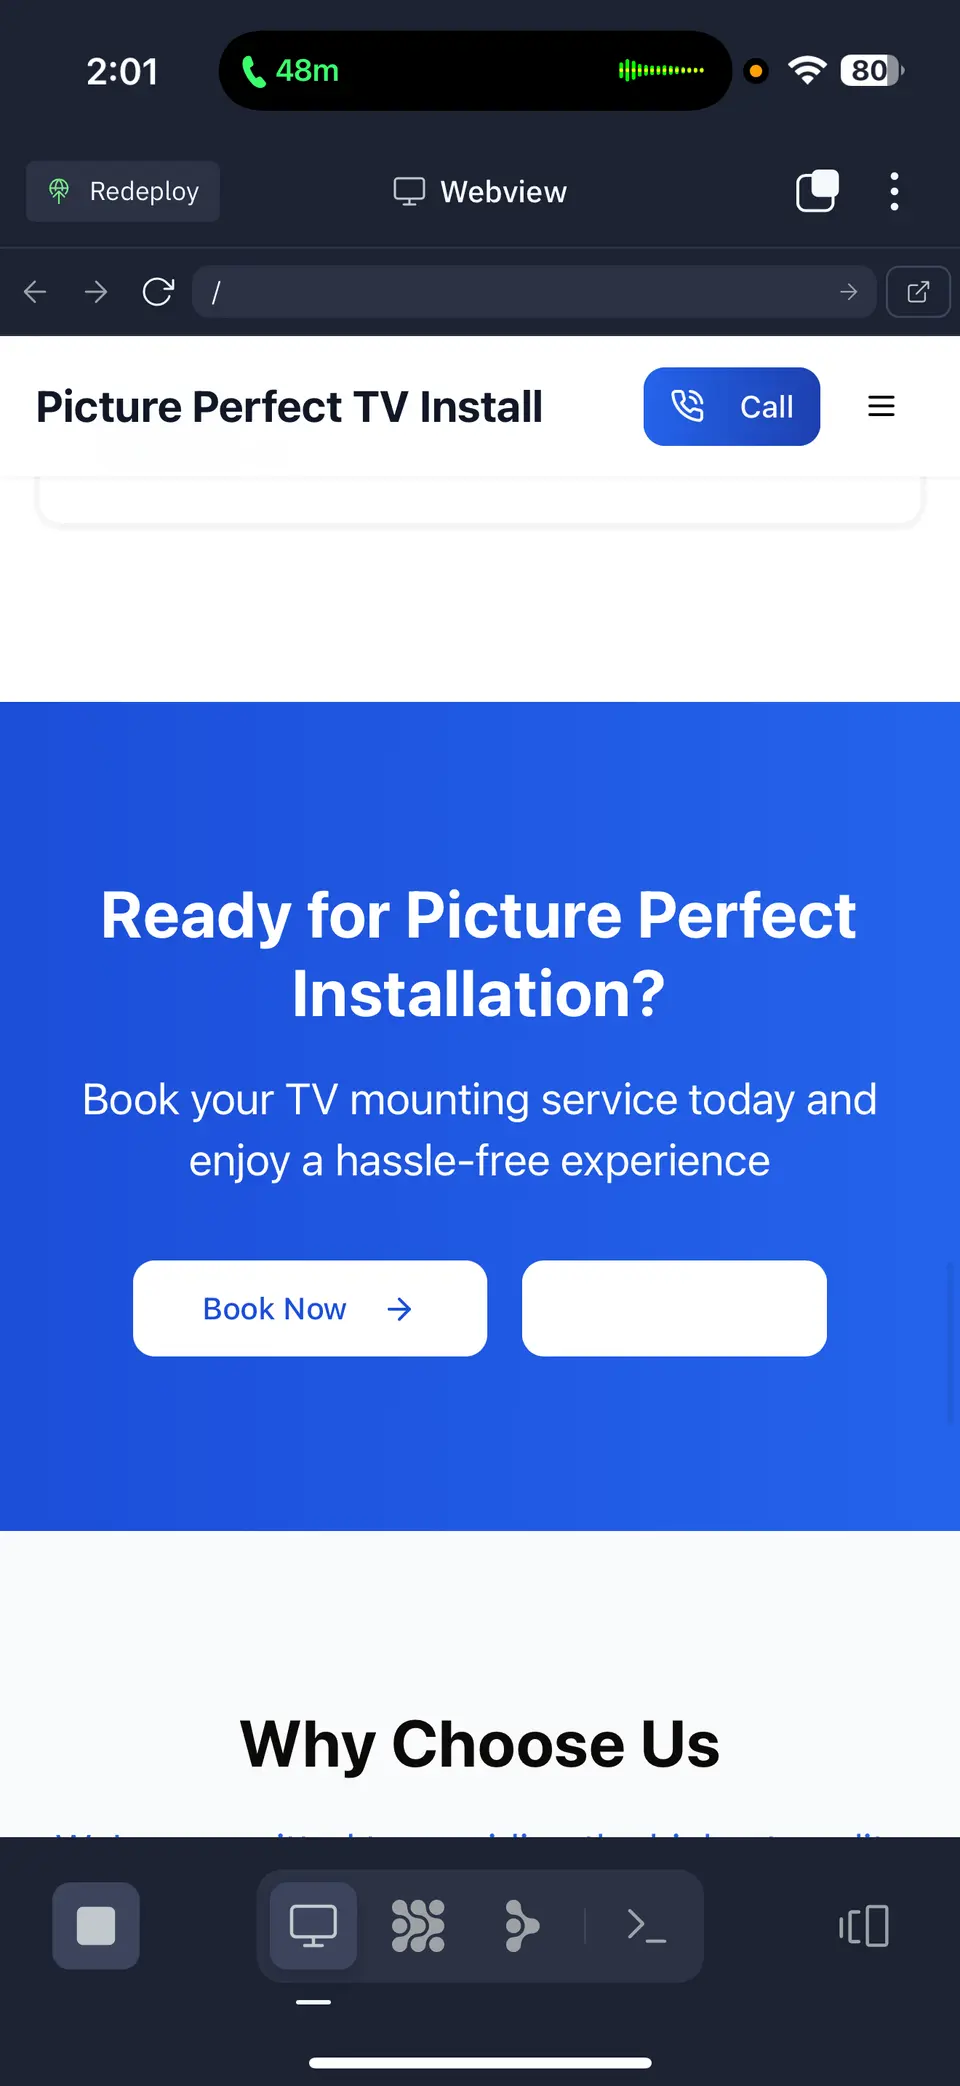 2:01
48m
80
Redeploy
Webview
/
Picture Perfect TV Install
Call
Ready for Picture Perfect
Installation?
Book your TV mounting service today and
enjoy a hassle-free experience
Book Now
Why Choose Us